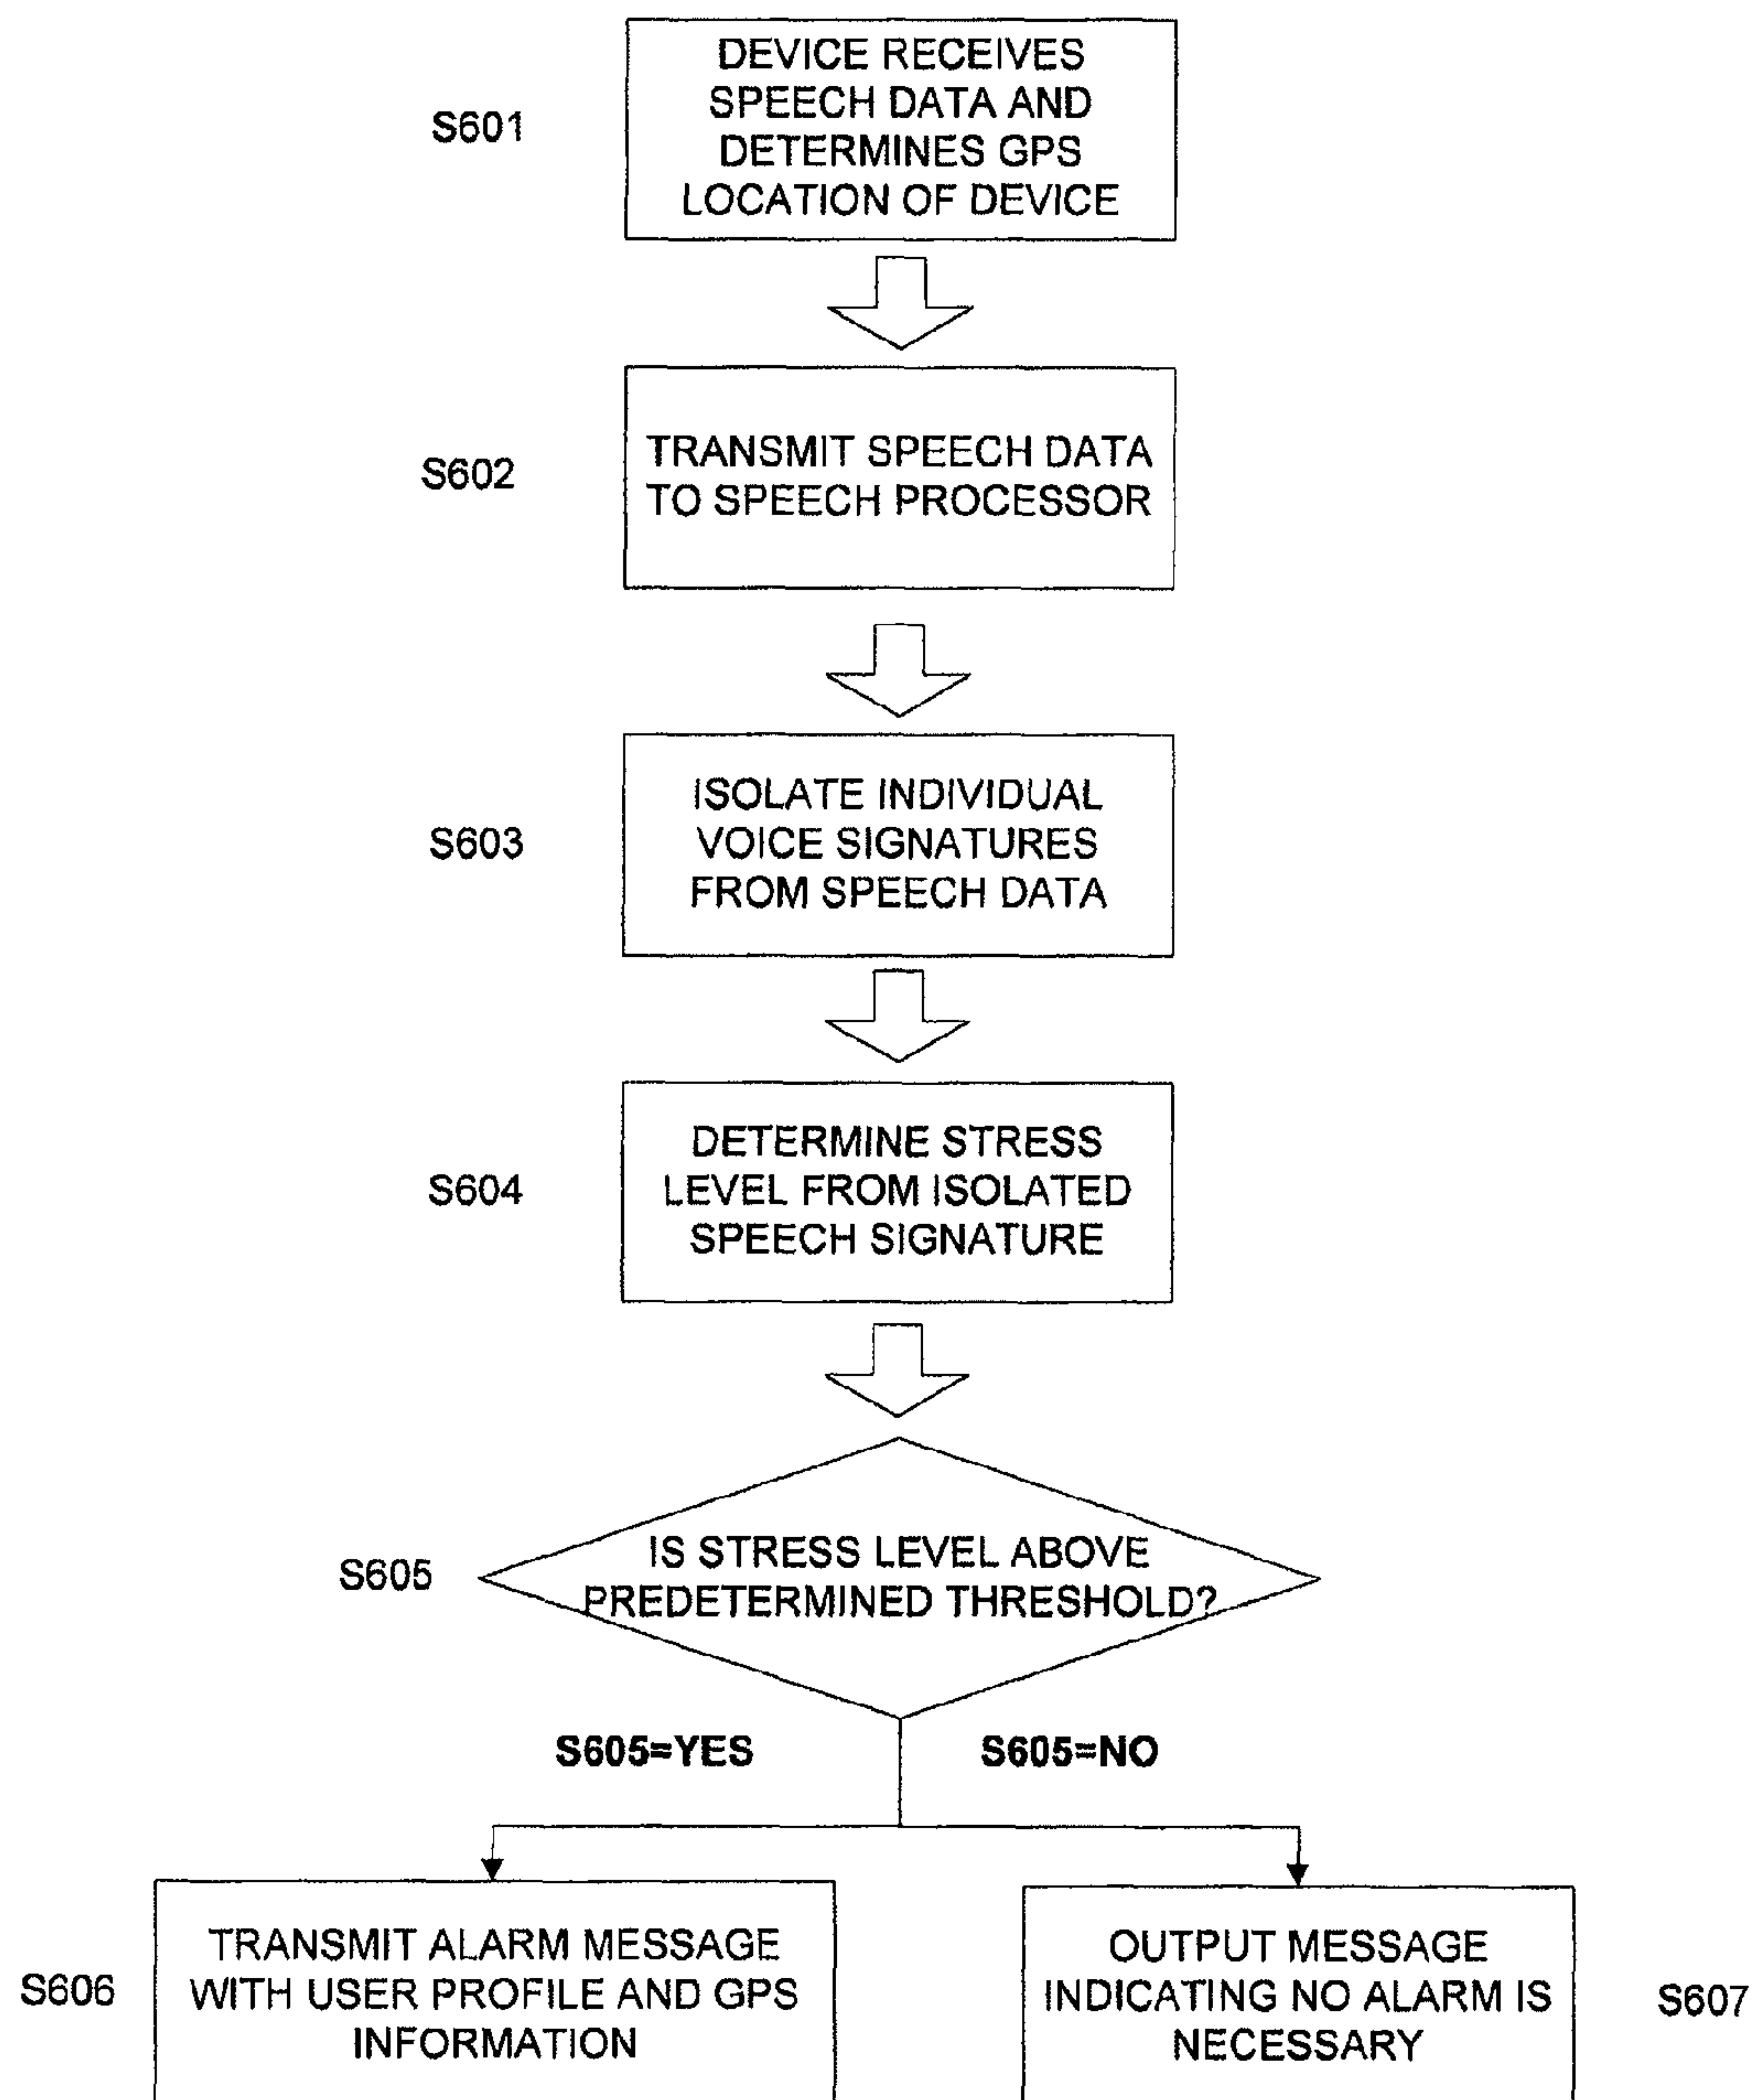 S601
DEVICE RECEIVES
SPEECH DATA AND
DETERMINES GPS
LOCATION OF DEVICE
S602
TRANSMIT SPEECH DATA
TO SPEECH PROCESSOR
S603
ISOLATE INDIVIDUAL
VOICE SIGNATURES
FROM SPEECH DATA
S604
DETERMINE STRESS
LEVEL FROM ISOLATED
SPEECH SIGNATURE
S605
IS STRESS LEVEL ABOVE
PREDETERMINED THRESHOLD?
S605=YES
S605=NO
S606
TRANSMIT ALARM MESSAGE
WITH USER PROFILE AND GPS
INFORMATION
OUTPUT MESSAGE
INDICATING NO ALARM IS
NECESSARY
S607